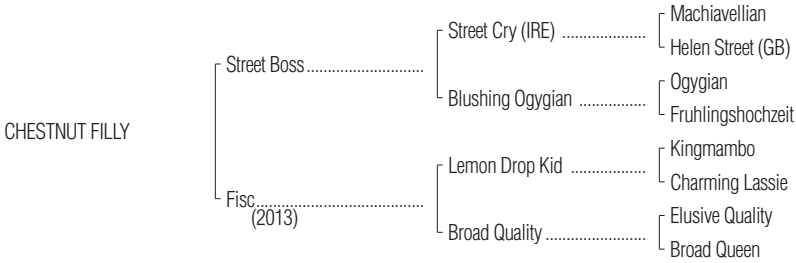 Machiavellian
Street Cry (IRE) ....................
Helen Street (GB)
Street Boss............................
Ogygian
Blushing Ogygian ................
Fruhlingshochzeit
CHESTNUT FILLY
Kingmambo
Lemon Drop Kid ..................
Charming Lassie
Fisc........................................
(2013)
Elusive Quality
Broad Quality ........................
Broad Queen